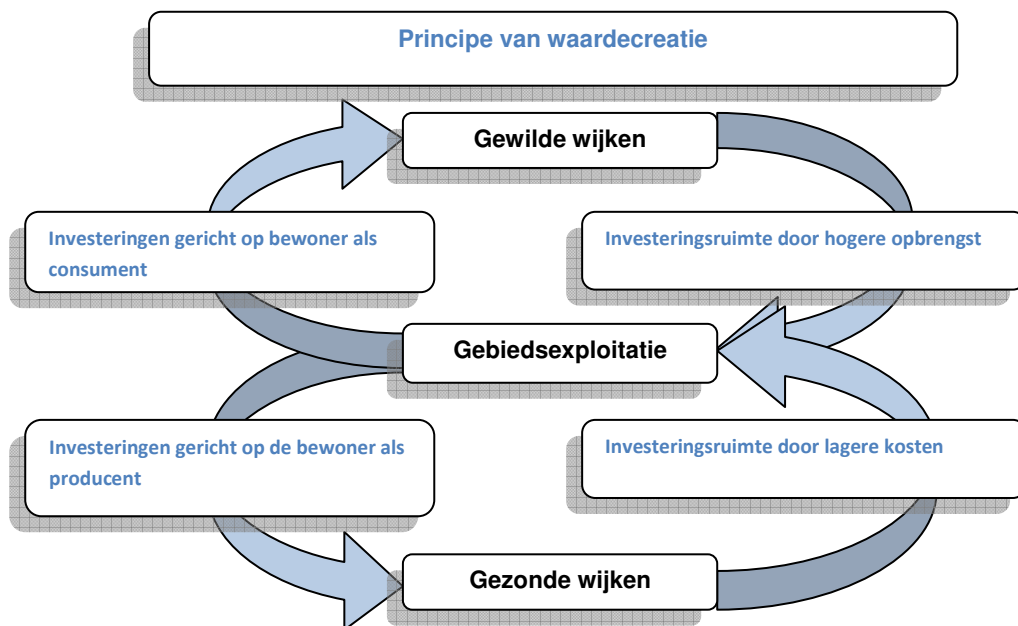 Principe van waardecreatie
Gewilde wijken
Investeringen gericht op bewoner als
consument
Investeringsruimte door hogere opbrengst
Gebiedsexploitatie
Investeringen gericht op de bewoner als
producent
Investeringsruimte door lagere kosten
Gezonde wijken